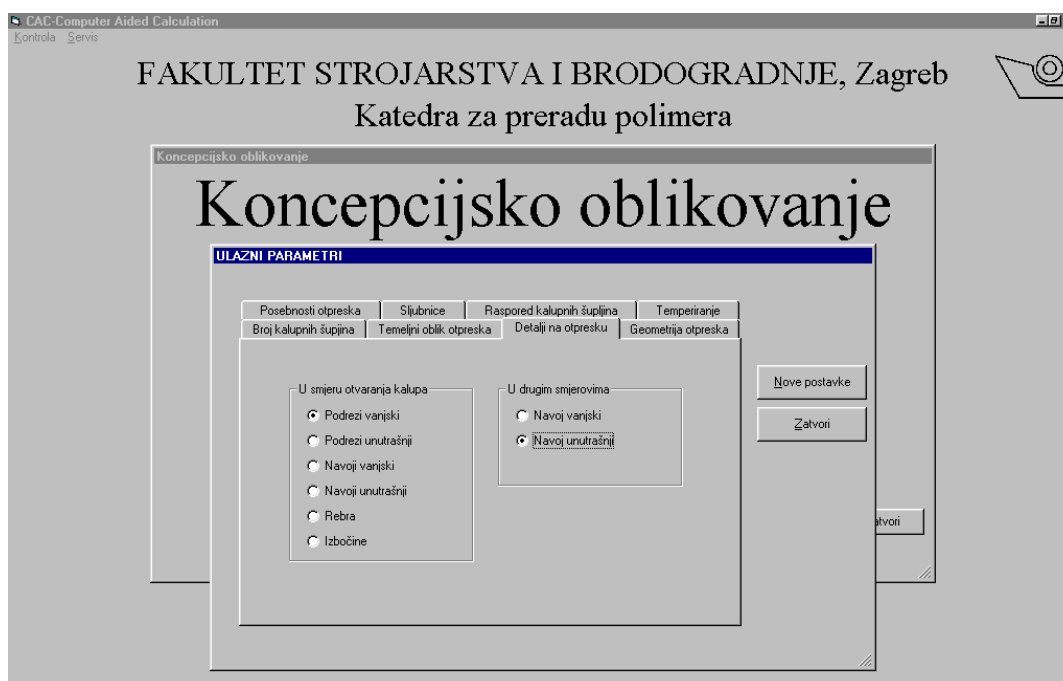 CAC-Computer Aided Calculation
Kontrola Servis
FAKULTET STROJARSTVA I BRODOGRADNJE, Zagreb
Katedra za preradu polimera
Koncepcijsko oblikovanje
Koncepcijsko oblikovanje
ULAZNI PARAMETRI
Posebnosti otpreska Sljubnice Raspored kalupnih šupljina Temperiranje
Broj kalupnih šupjina Temeljni oblik otpreska Detalji na otpresku Geometrija otpreska
U smjeru otvaranja kalupa
Podrezi vanjski
Podrezi unutrašnji
Navoji vanjski
Navoji unutrašnji
Rebra
Izbočine
U drugim smjerovima
Navoj vanjski
Navoj unutrašnji
Nove postavke
Zatvori
atvori